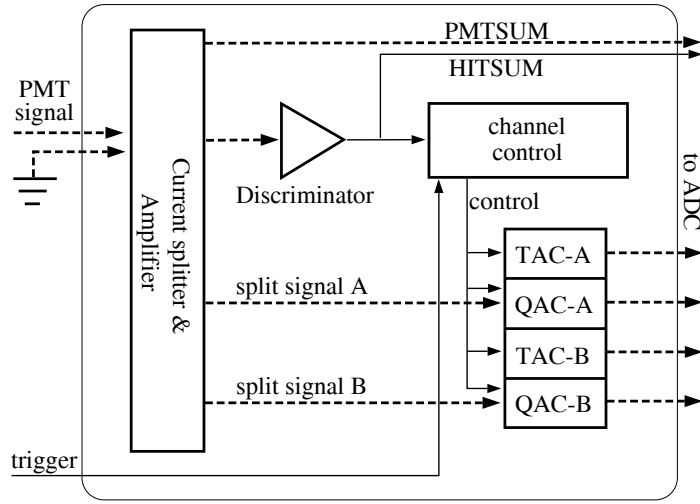 PMTSUM
HITSUM
PMT
signal
channel
control
Current splitter &
Amplifier
Discriminator
to ADC
control
TAC-A
split signal A
QAC-A
TAC-B
split signal B
QAC-B
trigger